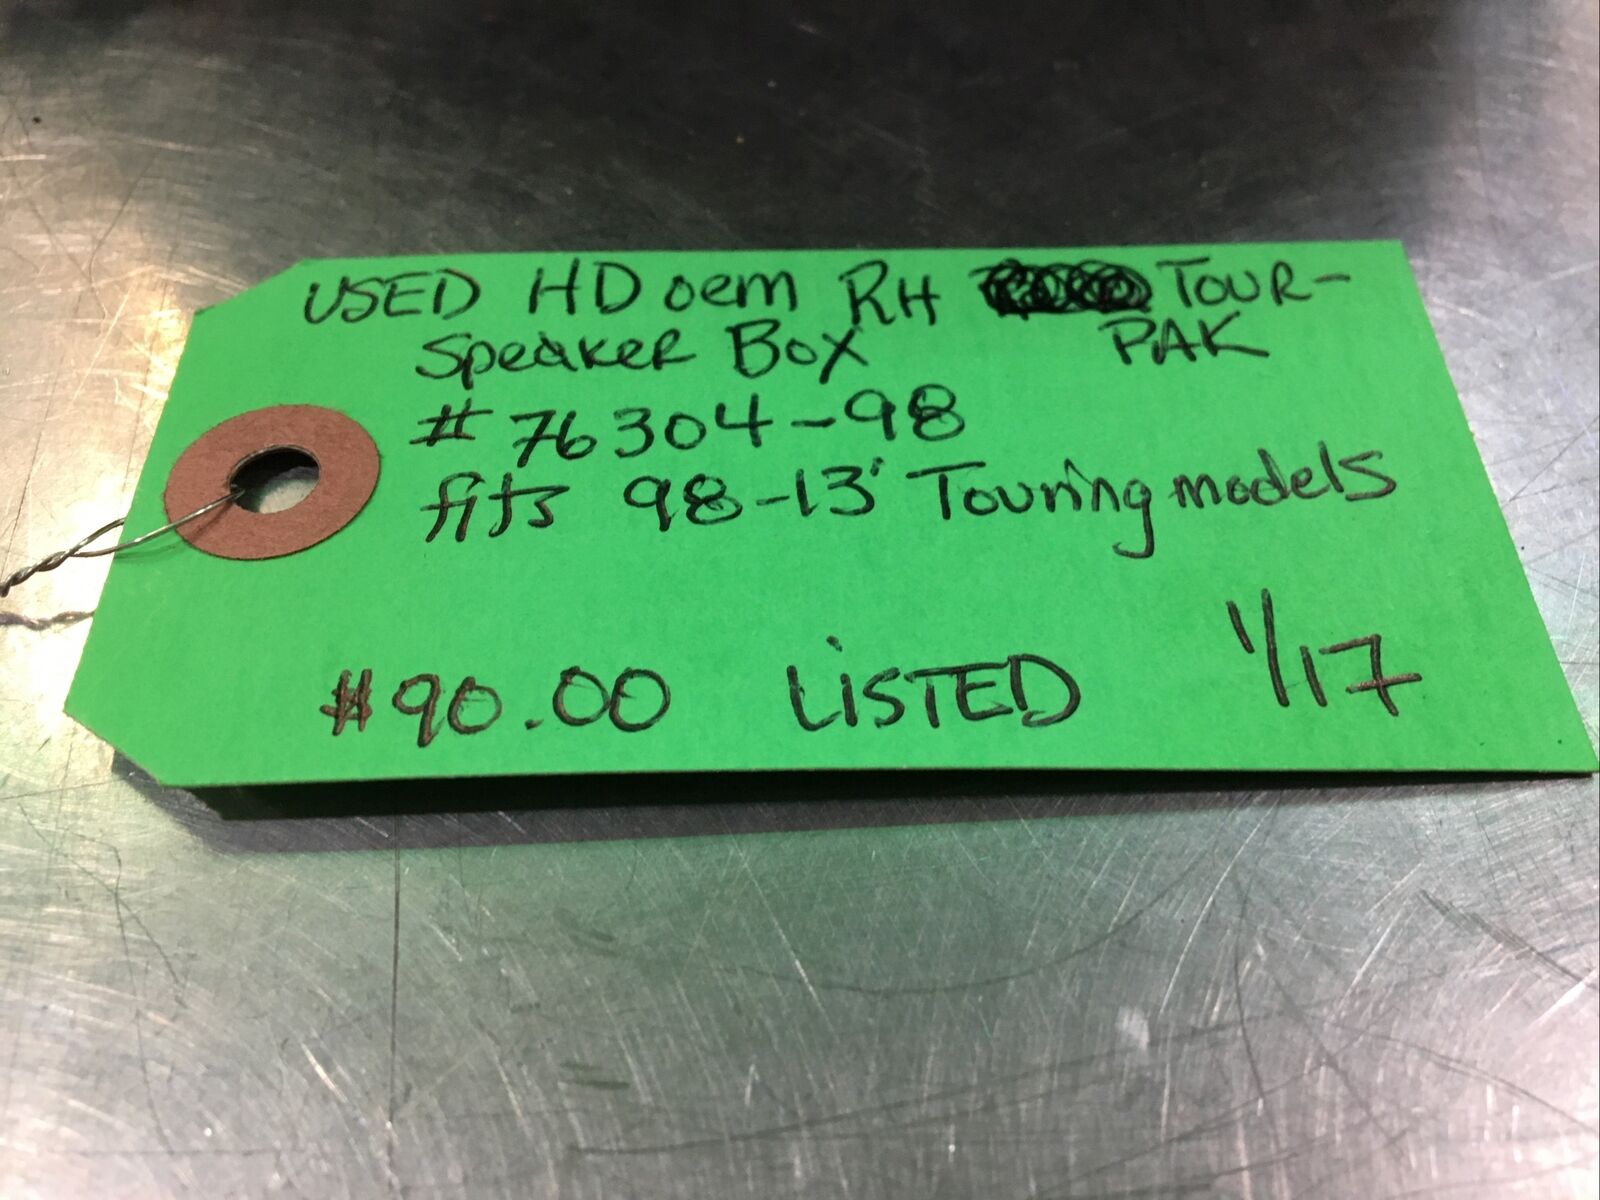 USED HD oem RH TOUR-
Speaker Box PAK
# 76304-98
fits 98-13' Touring models
$90.00 LiSTED 1/17